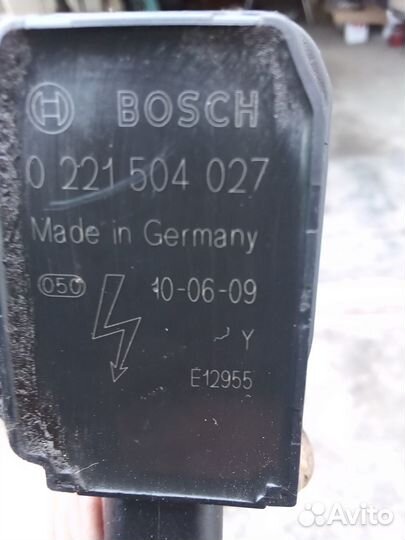 BOSCH
0 221 504 027
Made in Germany
050 10-06-09
Y
E12955
Avito